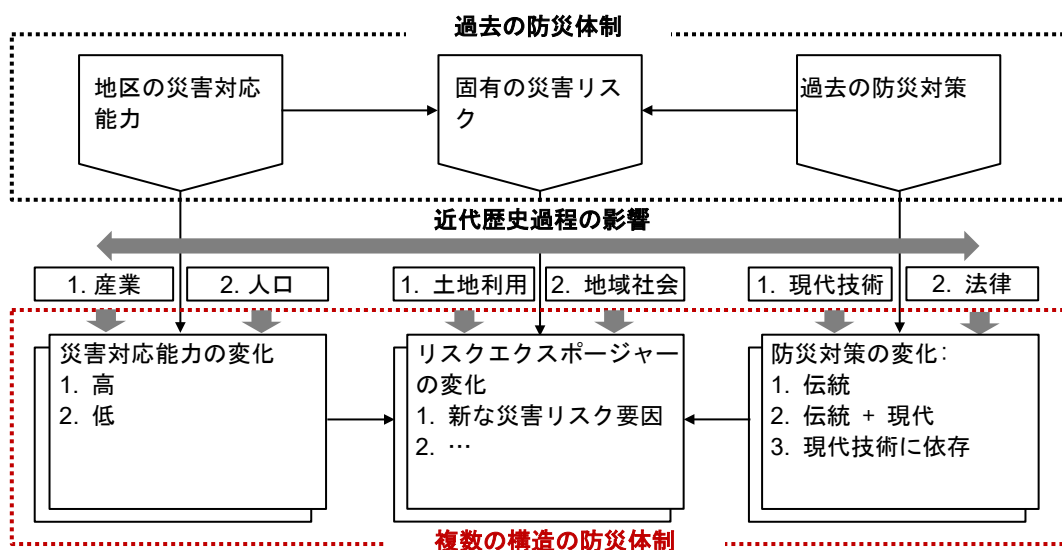 過去の防災体制
地区の災害対応
能力
固有の災害リス
ク
過去の防災対策
近代歴史過程の影響
1. 産業
2. 人口
1. 土地利用
2. 地域社会
1. 現代技術
2. 法律
災害対応能力の変化
1. 高
2. 低
リスクエクスポージャー
の変化
1. 新な災害リスク要因
2. …
防災対策の変化：
1. 伝統
2. 伝統 + 現代
3. 現代技術に依存
複数の構造の防災体制